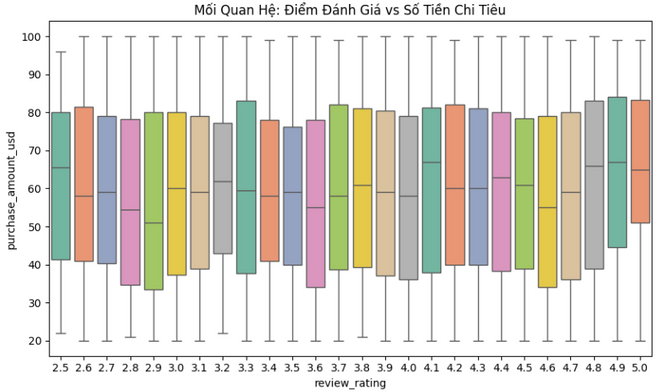 Mối Quan Hệ: Điểm Đánh Giá vs Số Tiền Chi Tiêu
100
90
80
70
60
50
40
30
20
purchase_amount_usd
2.5 2.6 2.7 2.8 2.9 3.0 3.1 3.2 3.3 3.4 3.5 3.6 3.7 3.8 3.9 4.0 4.1 4.2 4.3 4.4 4.5 4.6 4.7 4.8 4.9 5.0
review_rating